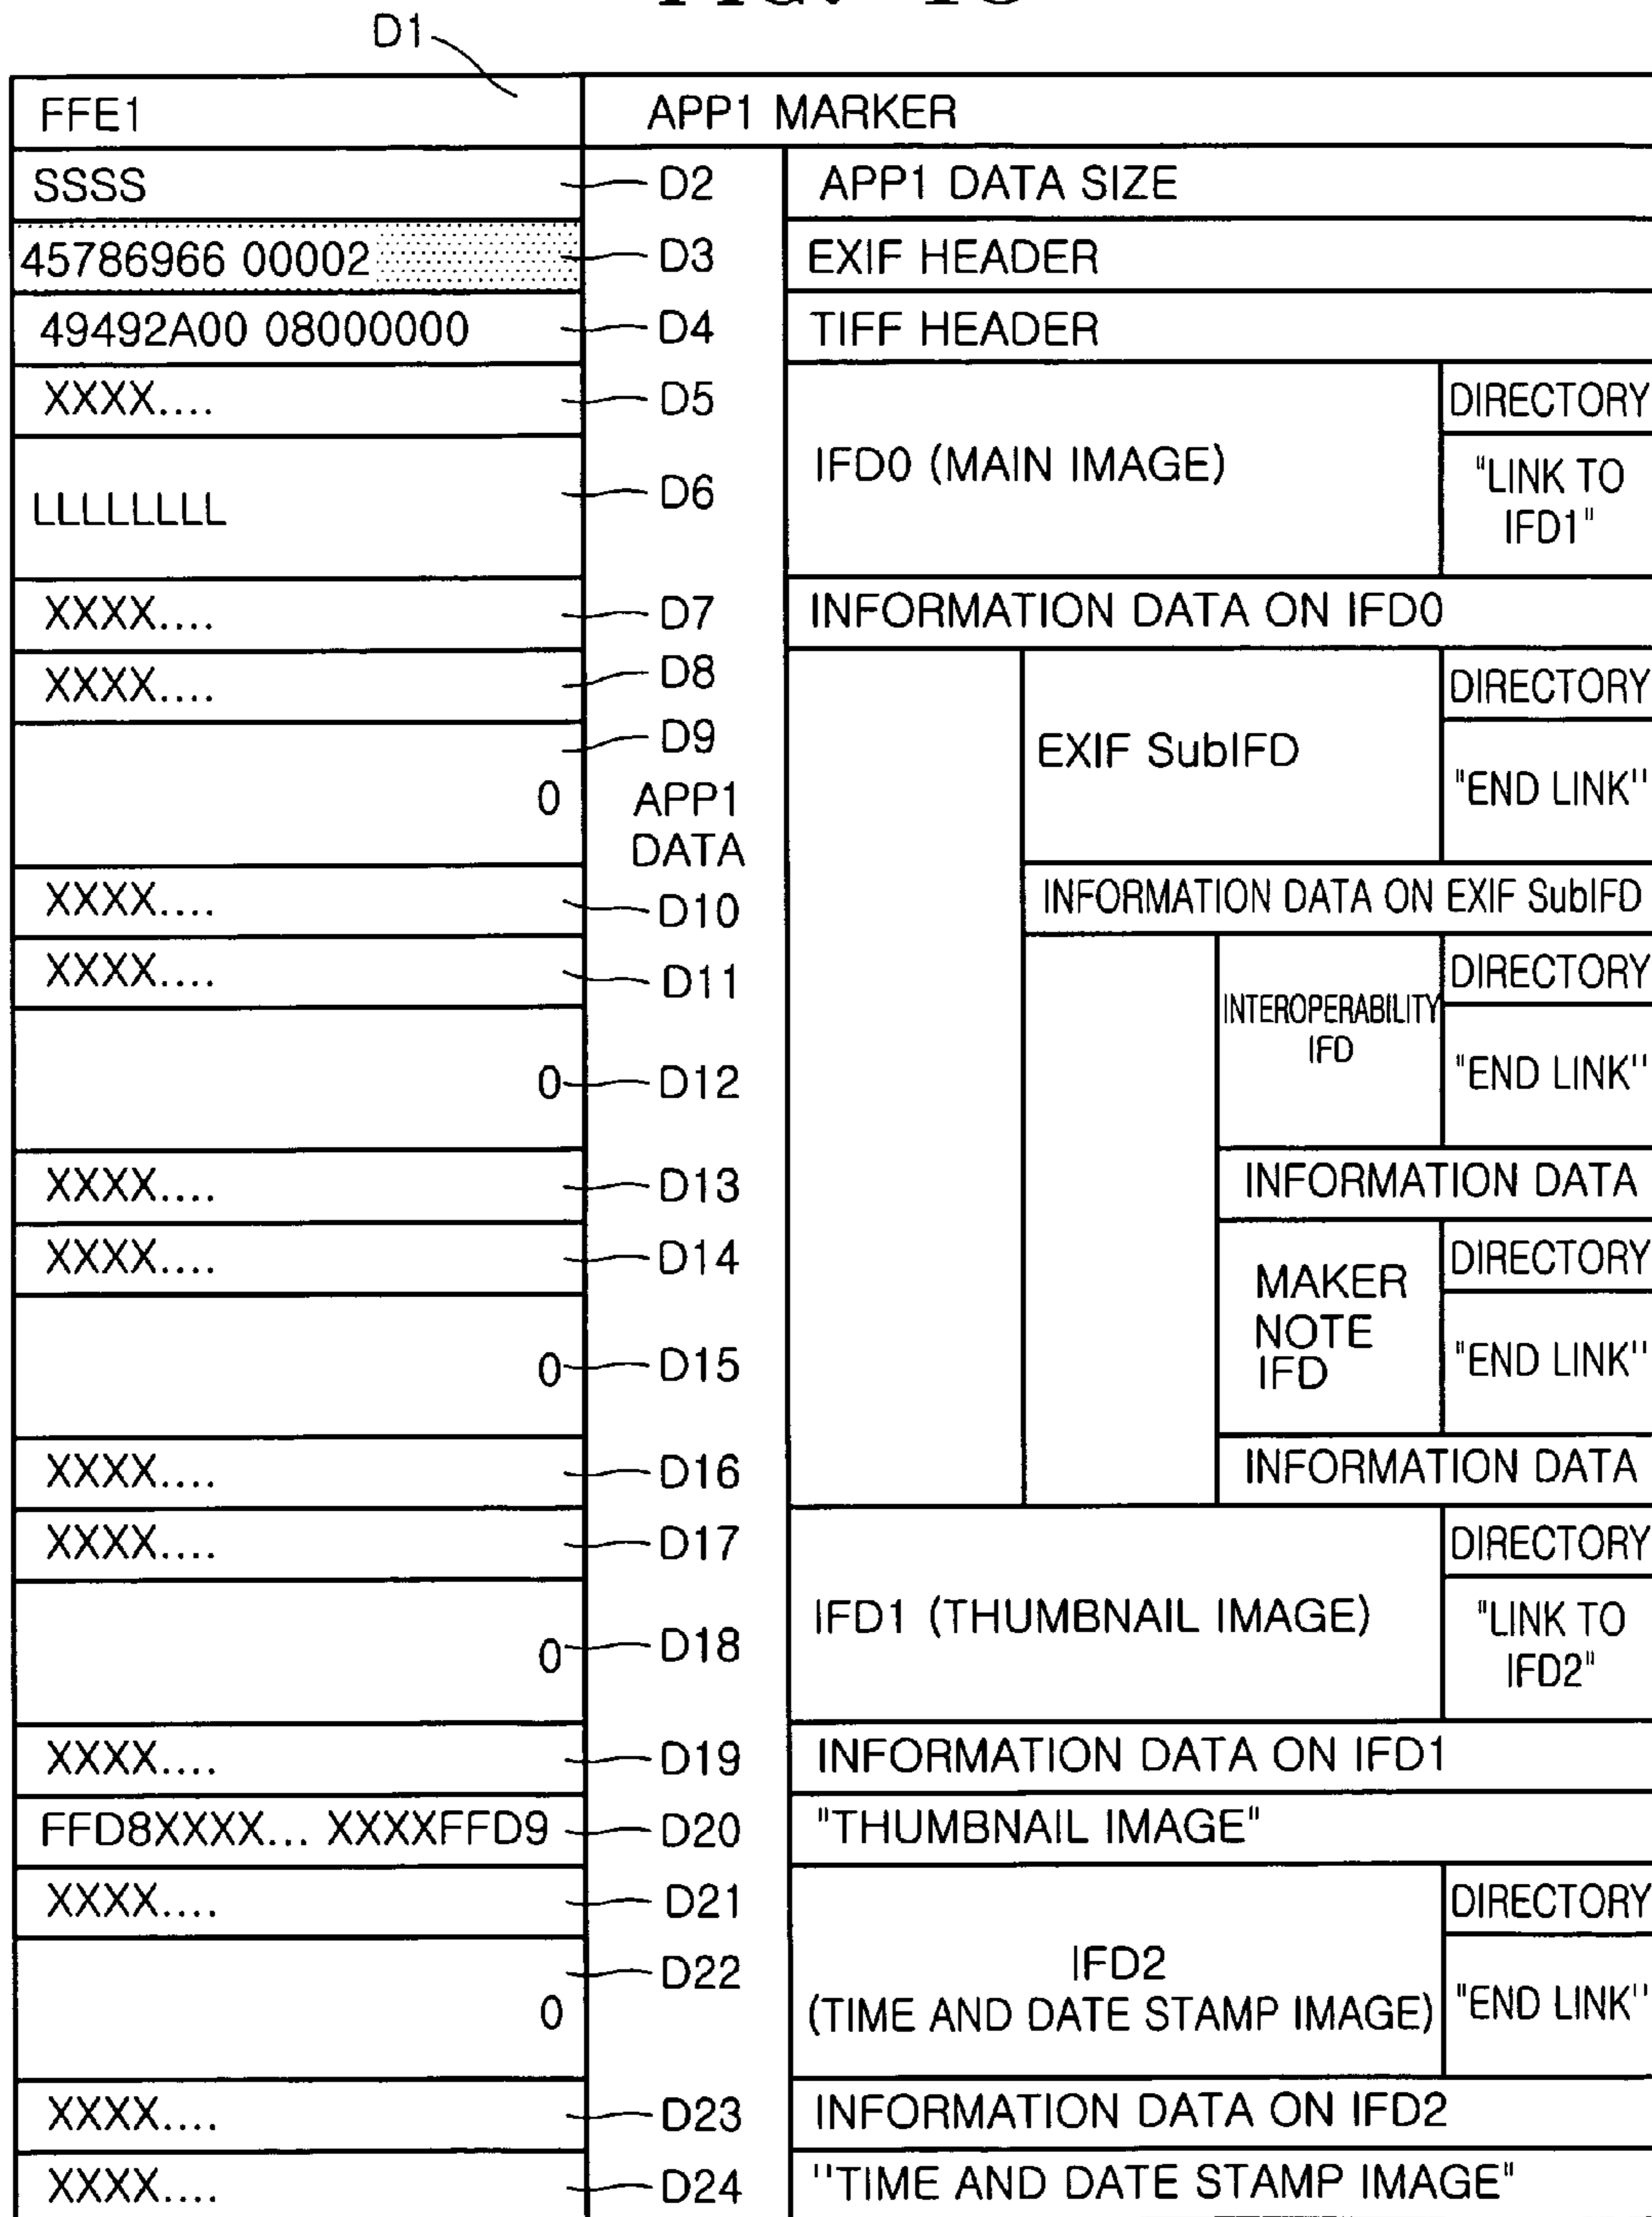 D1
FFE1 APP1 MARKER
SSSS D2 APP1 DATA SIZE
45786966 00002 D3 EXIF HEADER
49492A00 08000000 D4 TIFF HEADER
XXXX.... D5 DIRECTORY
IFD0 (MAIN IMAGE)
LLLLLLLL D6 "LINK TO
IFD1"
XXXX.... D7 INFORMATION DATA ON IFD0
XXXX.... D8 DIRECTORY
D9 EXIF SubIFD
0 APP1 "END LINK"
DATA
XXXX.... D10 INFORMATION DATA ON EXIF SubIFD
XXXX.... D11 DIRECTORY
INTEROPERABILITY
IFD
0 D12 "END LINK"
XXXX.... D13 INFORMATION DATA
XXXX.... D14 DIRECTORY
MAKER
NOTE
IFD
0 D15 "END LINK"
XXXX.... D16 INFORMATION DATA
XXXX.... D17 DIRECTORY
IFD1 (THUMBNAIL IMAGE)
0 D18 "LINK TO
IFD2"
XXXX.... D19 INFORMATION DATA ON IFD1
FFD8XXXX... XXXXFFD9 D20 "THUMBNAIL IMAGE"
XXXX.... D21 DIRECTORY
D22 IFD2
0 (TIME AND DATE STAMP IMAGE) "END LINK"
XXXX.... D23 INFORMATION DATA ON IFD2
XXXX.... D24 "TIME AND DATE STAMP IMAGE"